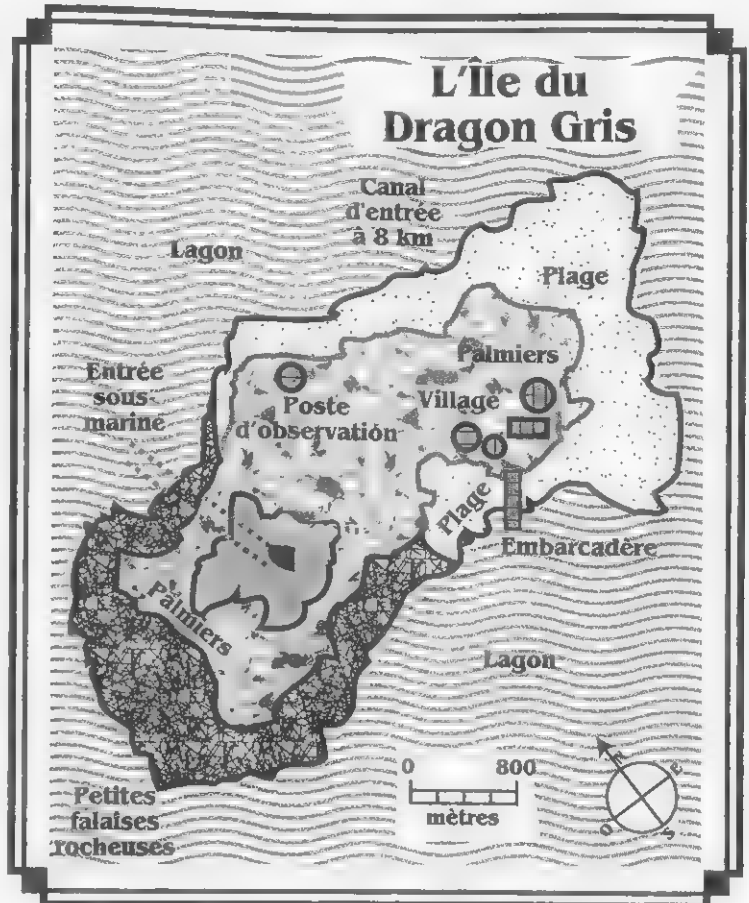 L'Île du
Dragon Gris
Canal
d'entrée
à 8 km
Lagon
Plage
Entrée
sous-
marine
Palmiers
Poste
d'observation
Village
Plage
Embarcadère
Palmiers
Lagon
0 800
mètres
E
O
S
Petites
falaises
rocheuses